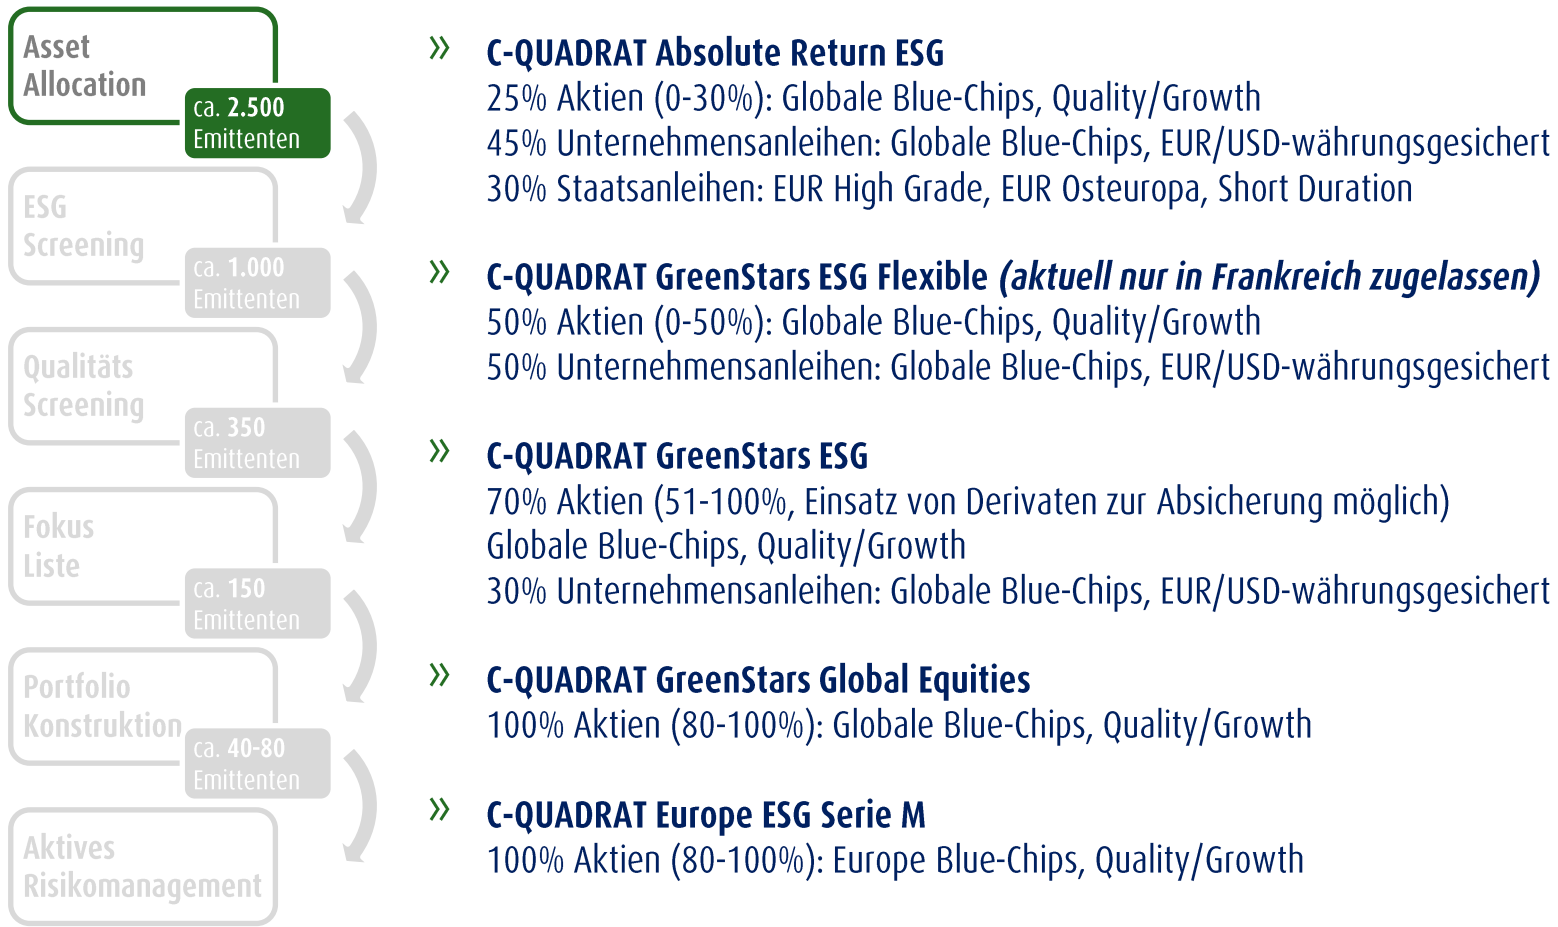 Asset
Allocation
ca. 2.500
Emittenten
ESG
Screening
ca. 1.000
Emittenten
Qualitäts
Screening
ca. 350
Emittenten
Fokus
Liste
ca. 150
Emittenten
Portfolio
Konstruktion
ca. 40-80
Emittenten
Aktives
Risikomanagement
» C-QUADRAT Absolute Return ESG
25% Aktien (0-30%): Globale Blue-Chips, Quality/Growth
45% Unternehmensanleihen: Globale Blue-Chips, EUR/USD-währungsgesichert
30% Staatsanleihen: EUR High Grade, EUR Osteuropa, Short Duration
» C-QUADRAT GreenStars ESG Flexible (aktuell nur in Frankreich zugelassen)
50% Aktien (0-50%): Globale Blue-Chips, Quality/Growth
50% Unternehmensanleihen: Globale Blue-Chips, EUR/USD-währungsgesichert
» C-QUADRAT GreenStars ESG
70% Aktien (51-100%, Einsatz von Derivaten zur Absicherung möglich)
Globale Blue-Chips, Quality/Growth
30% Unternehmensanleihen: Globale Blue-Chips, EUR/USD-währungsgesichert
» C-QUADRAT GreenStars Global Equities
100% Aktien (80-100%): Globale Blue-Chips, Quality/Growth
» C-QUADRAT Europe ESG Serie M
100% Aktien (80-100%): Europe Blue-Chips, Quality/Growth